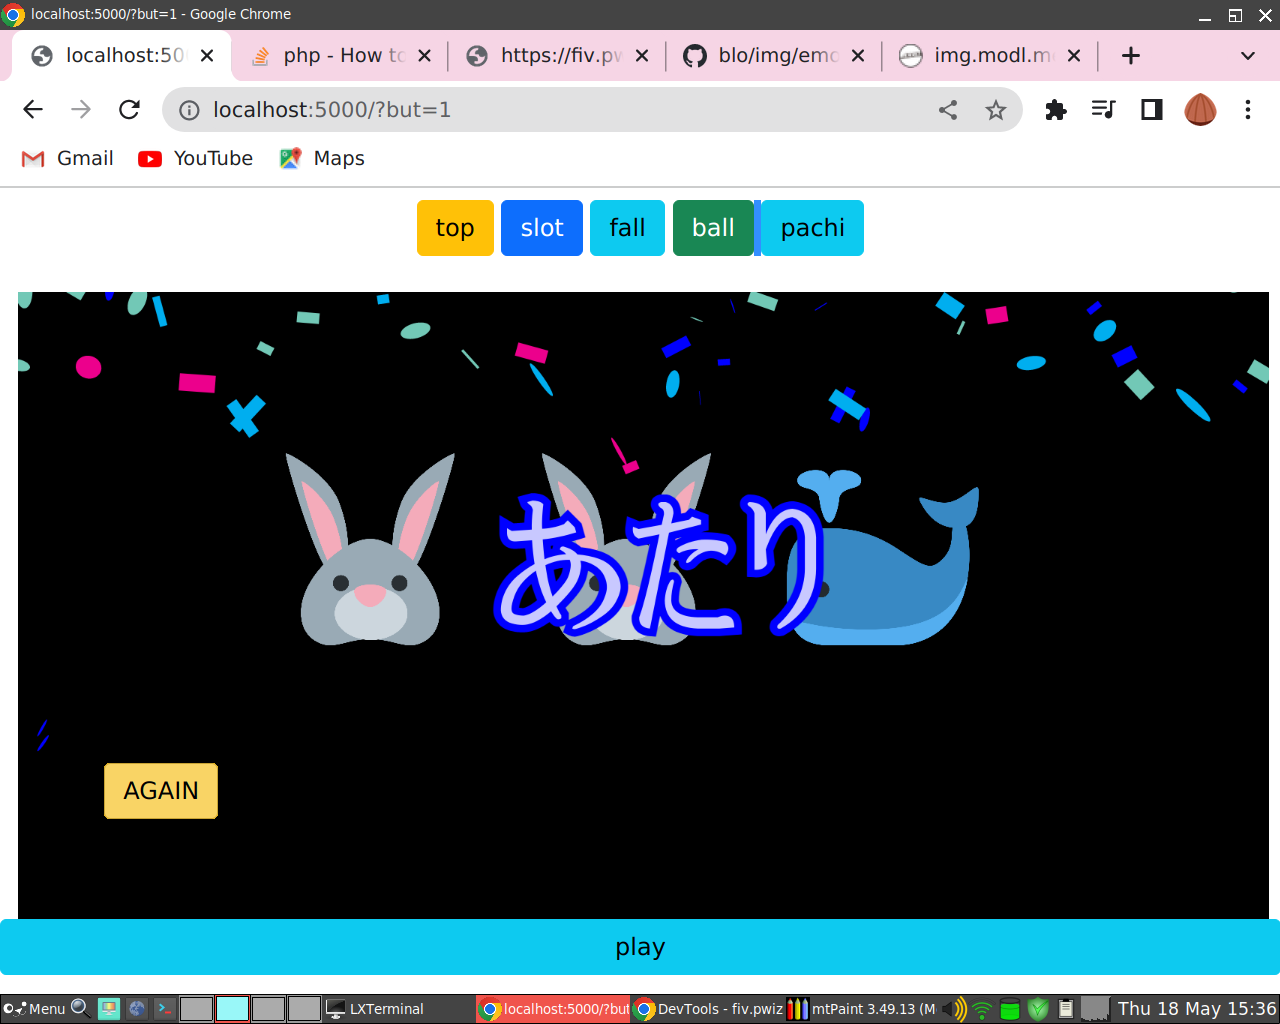 localhost:5000/?but=1 - Google Chrome
localhost:50
php - How to
https://fiv.pw
blo/img/emo
img.modl.m
localhost:5000/?but=1
Gmail
YouTube
Maps
top
slot
fall
ball
pachi
あたり
AGAIN
play
Menu
LXTerminal
localhost:5000/?but
DevTools - fiv.pwiz
mtPaint 3.49.13 (M
Thu 18 May 15:36